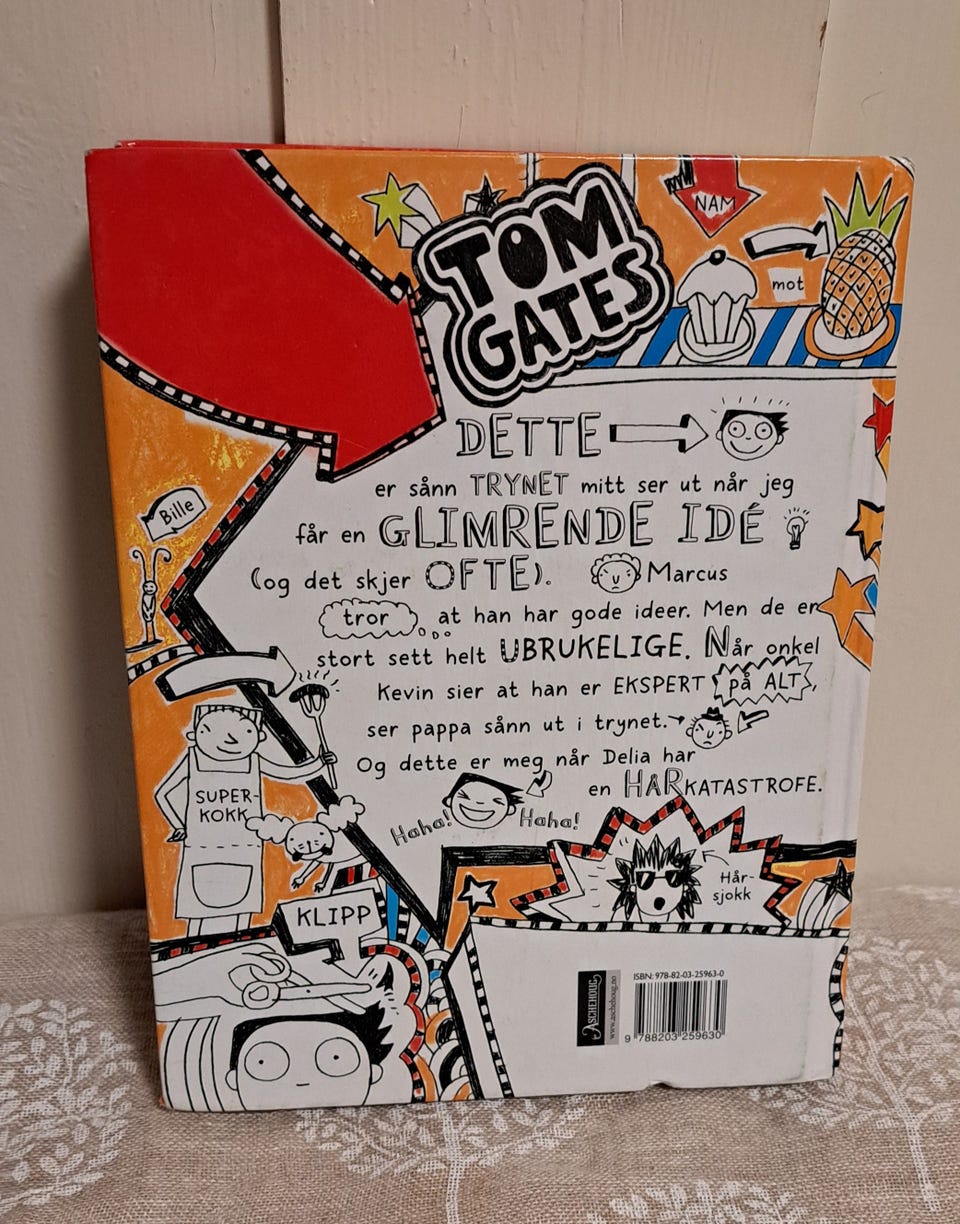 TOM
GATES
NAM
mot
DETTE
er sånn TRYNET mitt ser ut når jeg
får en GLIMRENDE IDÉ
(og det skjer OFTE). Marcus
tror at han har gode ideer. Men de er
stort sett helt UBRUKELIGE. Når onkel
Kevin sier at han er EKSPERT på ALT,
ser pappa sånn ut i trynet.
Og dette er meg når Delia har
en HÅRKATASTROFE.
Haha! Haha!
Bille
SUPER-
KOKK
KLIPP
Hår-
sjokk
ASCHEHOUG
www.aschehoug.no
ISBN: 978-82-03-25963-0
9 788203 259630